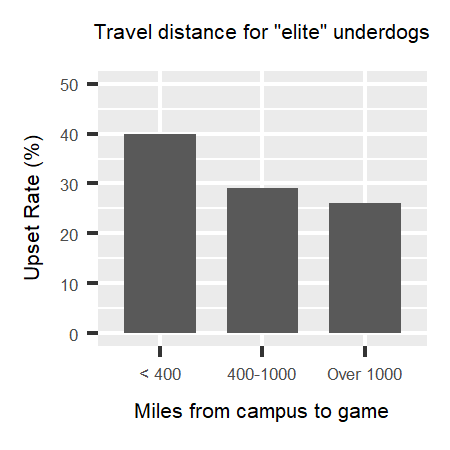 Travel distance for "elite" underdogs
Upset Rate (%)
50
40
30
20
10
0
< 400
400-1000
Over 1000
Miles from campus to game